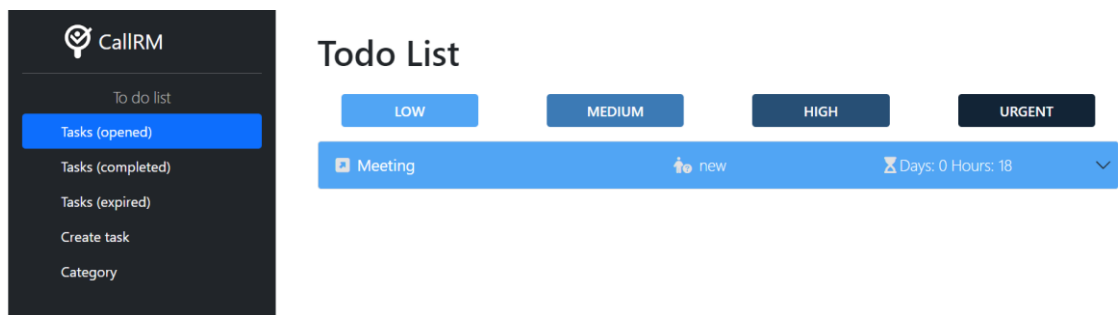 CallRM
To do list
Tasks (opened)
Tasks (completed)
Tasks (expired)
Create task
Category
Todo List
LOW MEDIUM HIGH URGENT
Meeting new Days: 0 Hours: 18